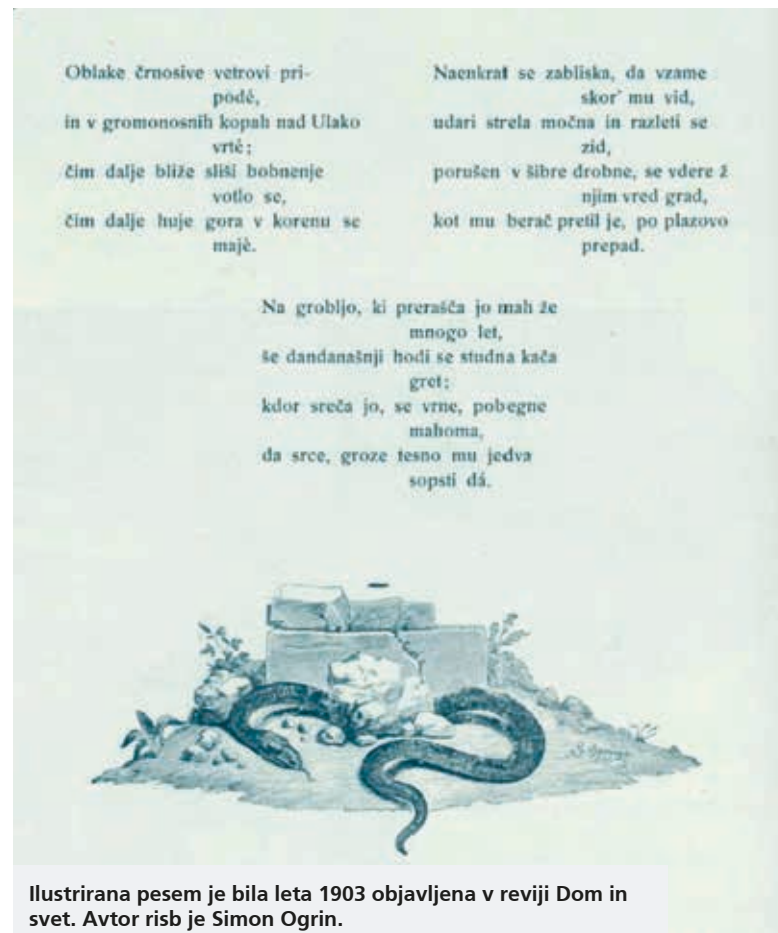 Oblake črnosive vetrovi pri-
podé,
in v gromonosnih kopah nad Ulako
vrté;
čim dalje bliže sliši bobnenje
votlo se,
čim dalje huje gora v korenu se
majè.
Naenkrat se zabliska, da vzame
skor' mu vid,
udari strela močna in razleti se
zid,
porušen v šibre drobne, se vdere ž
njim vred grad,
kot mu berač pretil je, po plazovo
prepad.
Na grobljo, ki prerašča jo mah že
mnogo let,
še dandanašnji hodi se studna kača
gret;
kdor sreča jo, se vrne, pobegne
mahoma,
da srce, groze tesno mu jedva
sopsti dá.
Ilustrirana pesem je bila leta 1903 objavljena v reviji Dom in
svet. Avtor risb je Simon Ogrin.